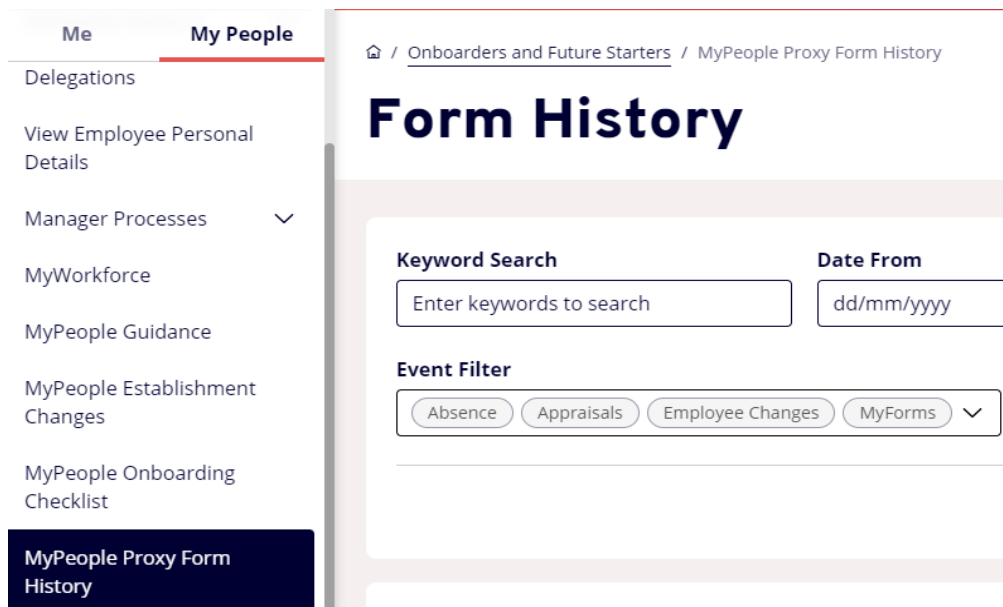 Me
My People
Delegations
View Employee Personal
Details
Manager Processes
MyWorkforce
MyPeople Guidance
MyPeople Establishment
Changes
MyPeople Onboarding
Checklist
MyPeople Proxy Form
History
/ Onboarders and Future Starters / MyPeople Proxy Form History
Form History
Keyword Search
Enter keywords to search
Date From
dd/mm/yyyy
Event Filter
Absence Appraisals Employee Changes MyForms